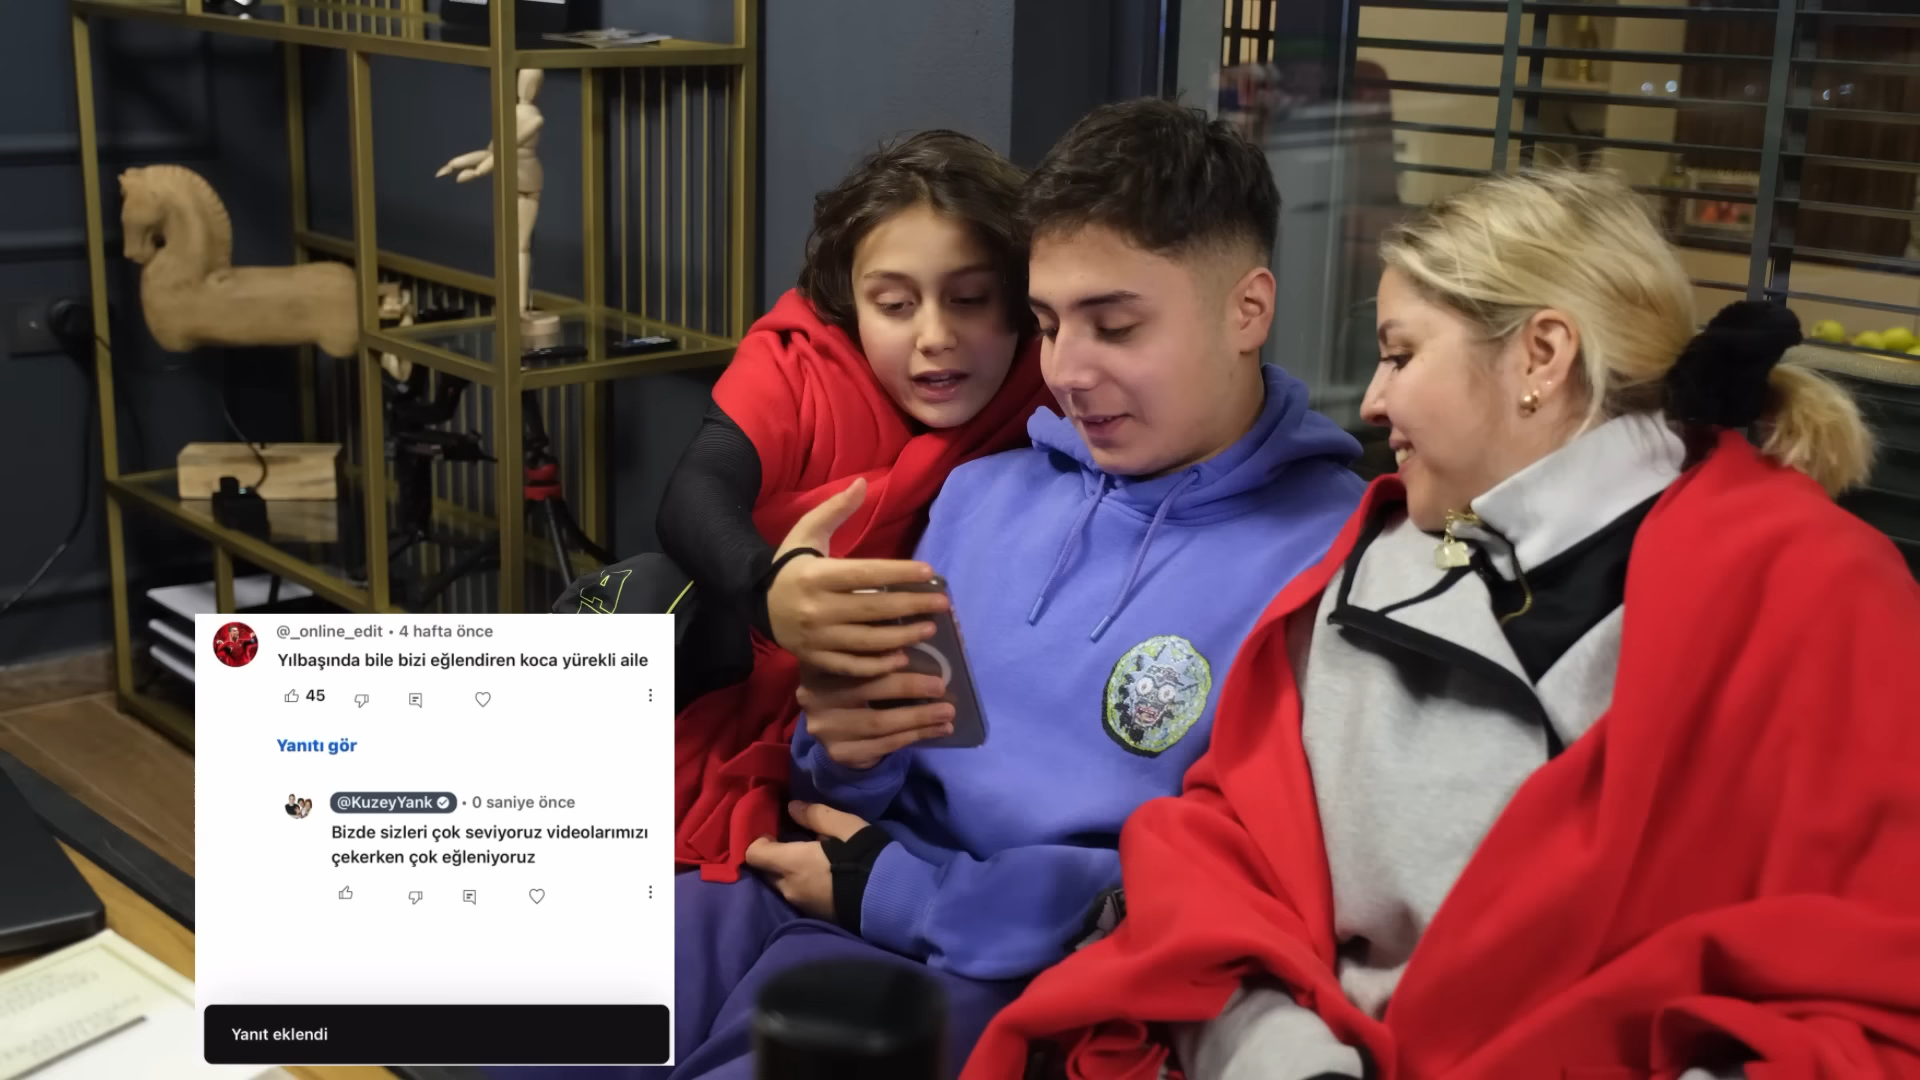 @_online_edit • 4 hafta önce
Yılbaşında bile bizi eğlendiren koca yürekli aile
45
Yanıtı gör
@KuzeyYank • 0 saniye önce
Bizde sizleri çok seviyoruz videolarımızı
çekerken çok eğleniyoruz
Yanıt eklendi